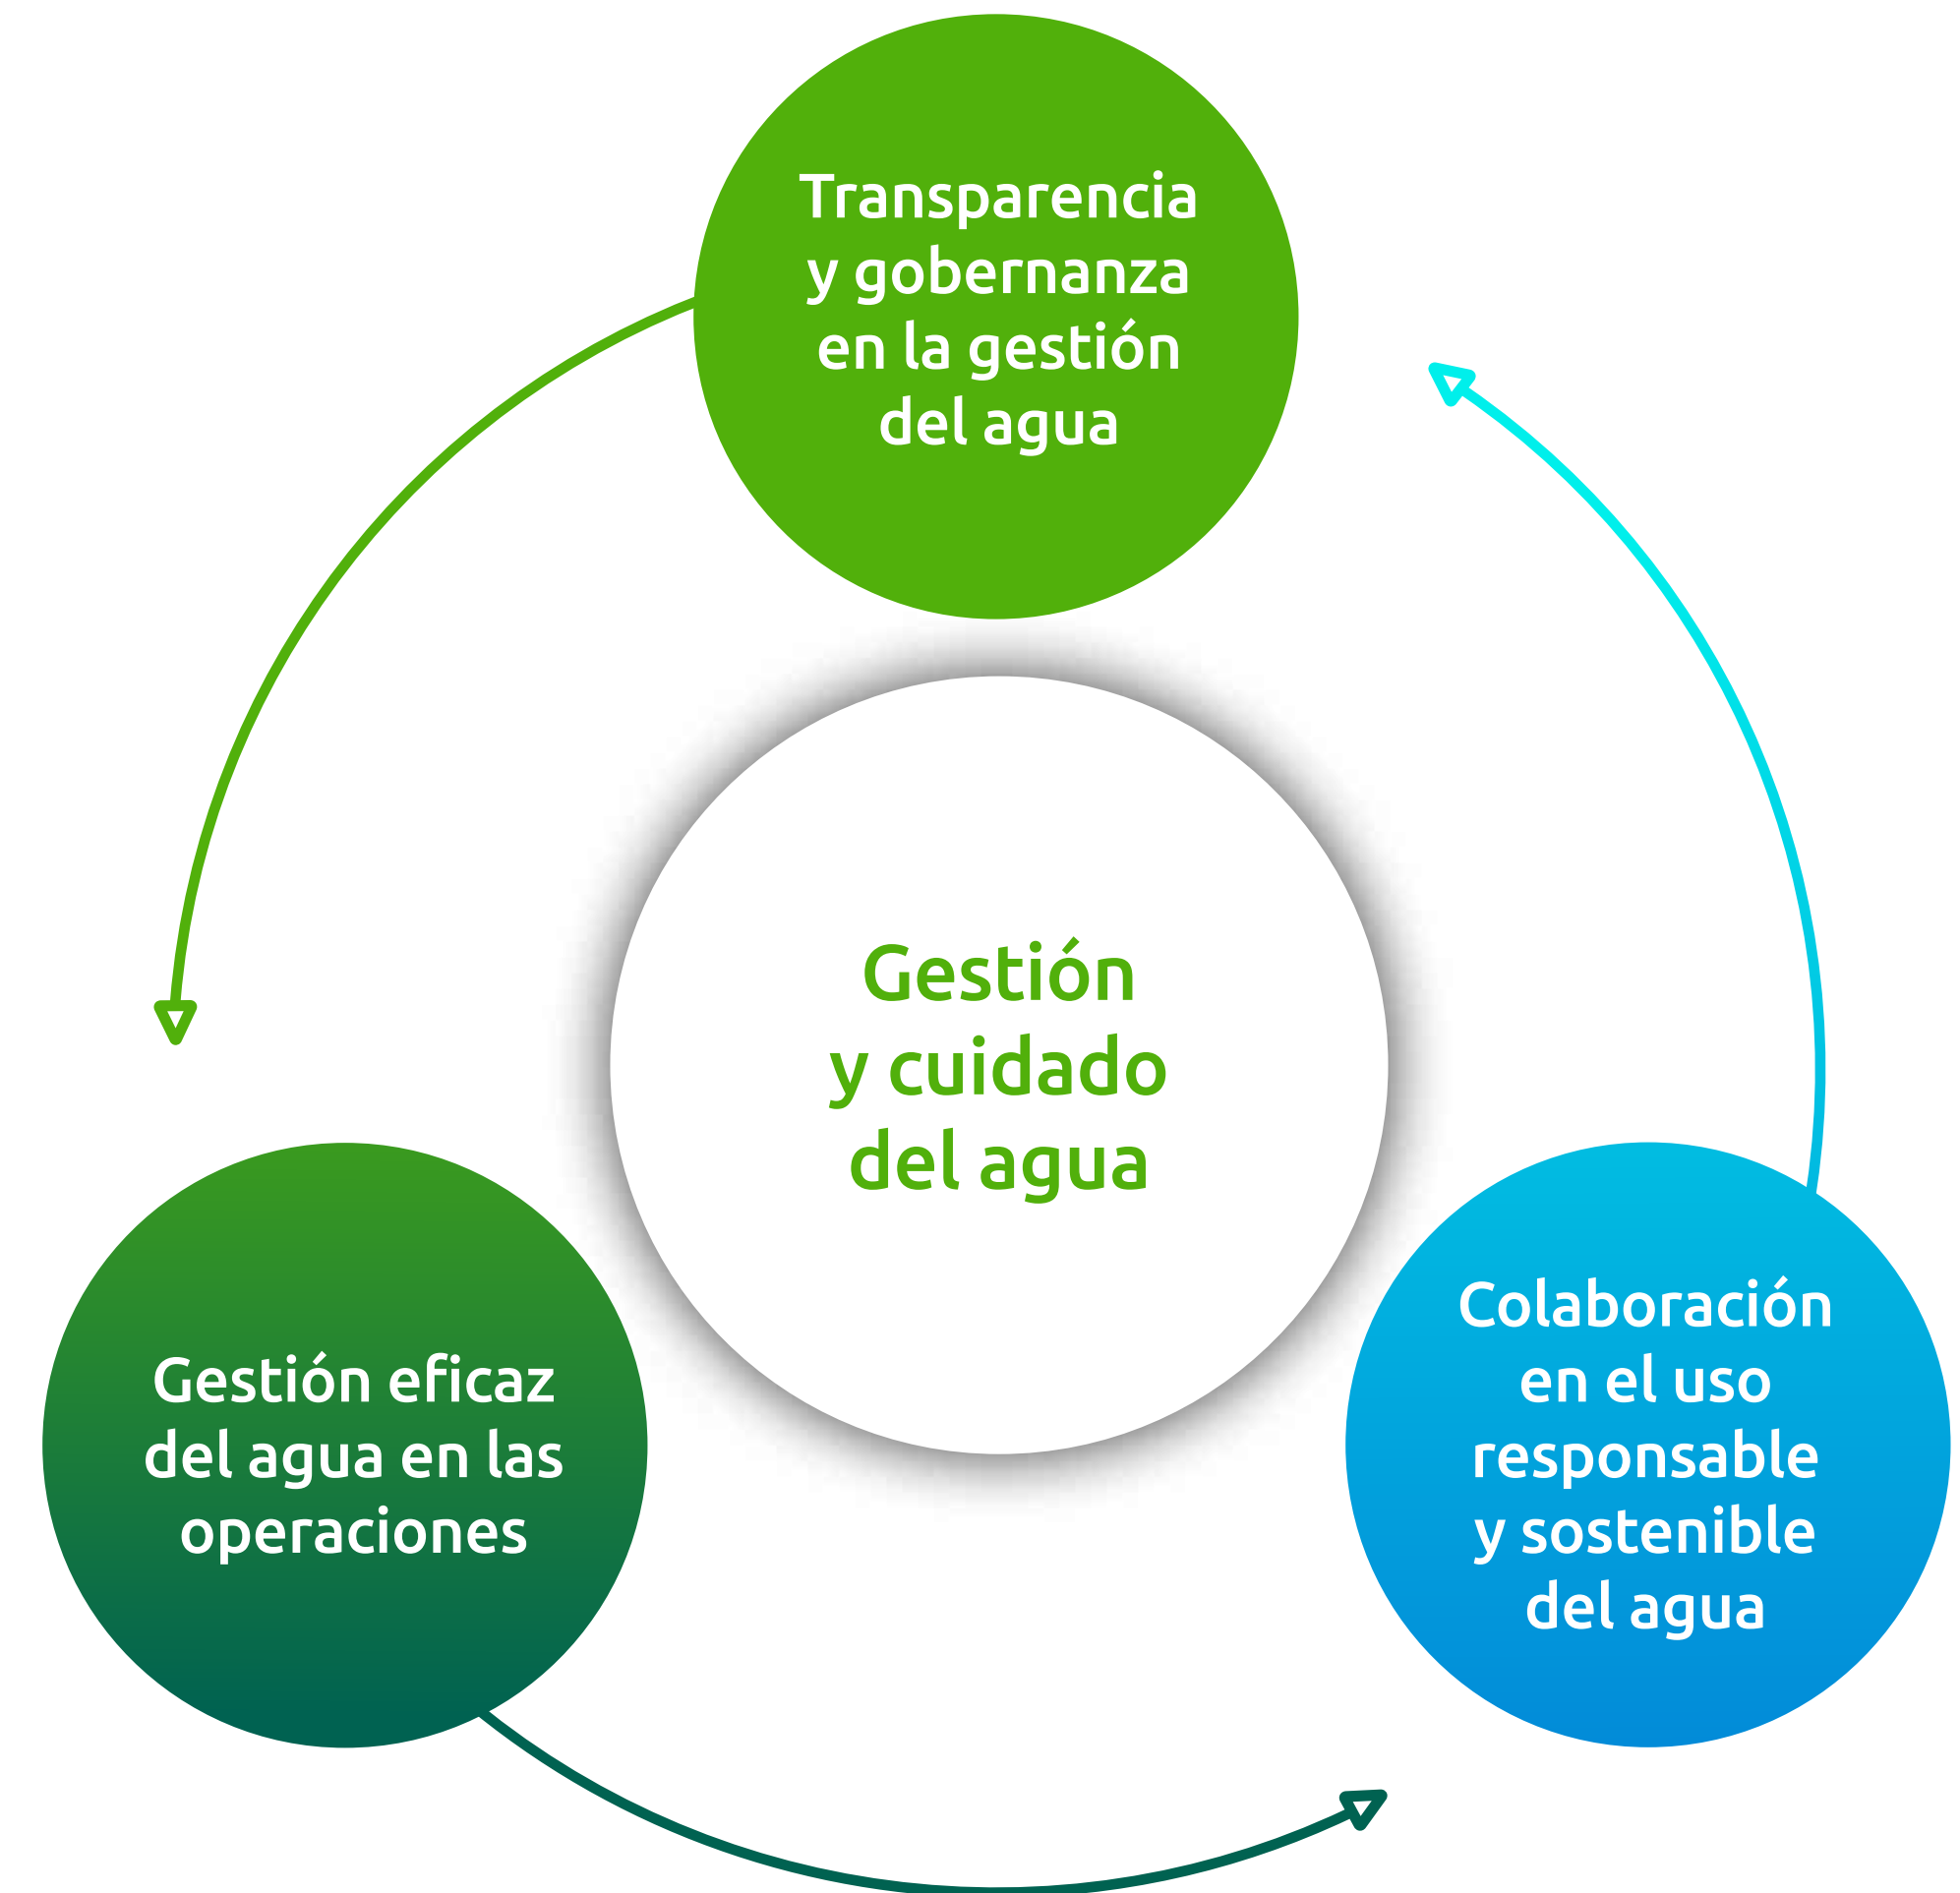 Transparencia
y gobernanza
en la gestión
del agua
Gestión
y cuidado
del agua
Gestión eficaz
del agua en las
operaciones
Colaboración
en el uso
responsable
y sostenible
del agua